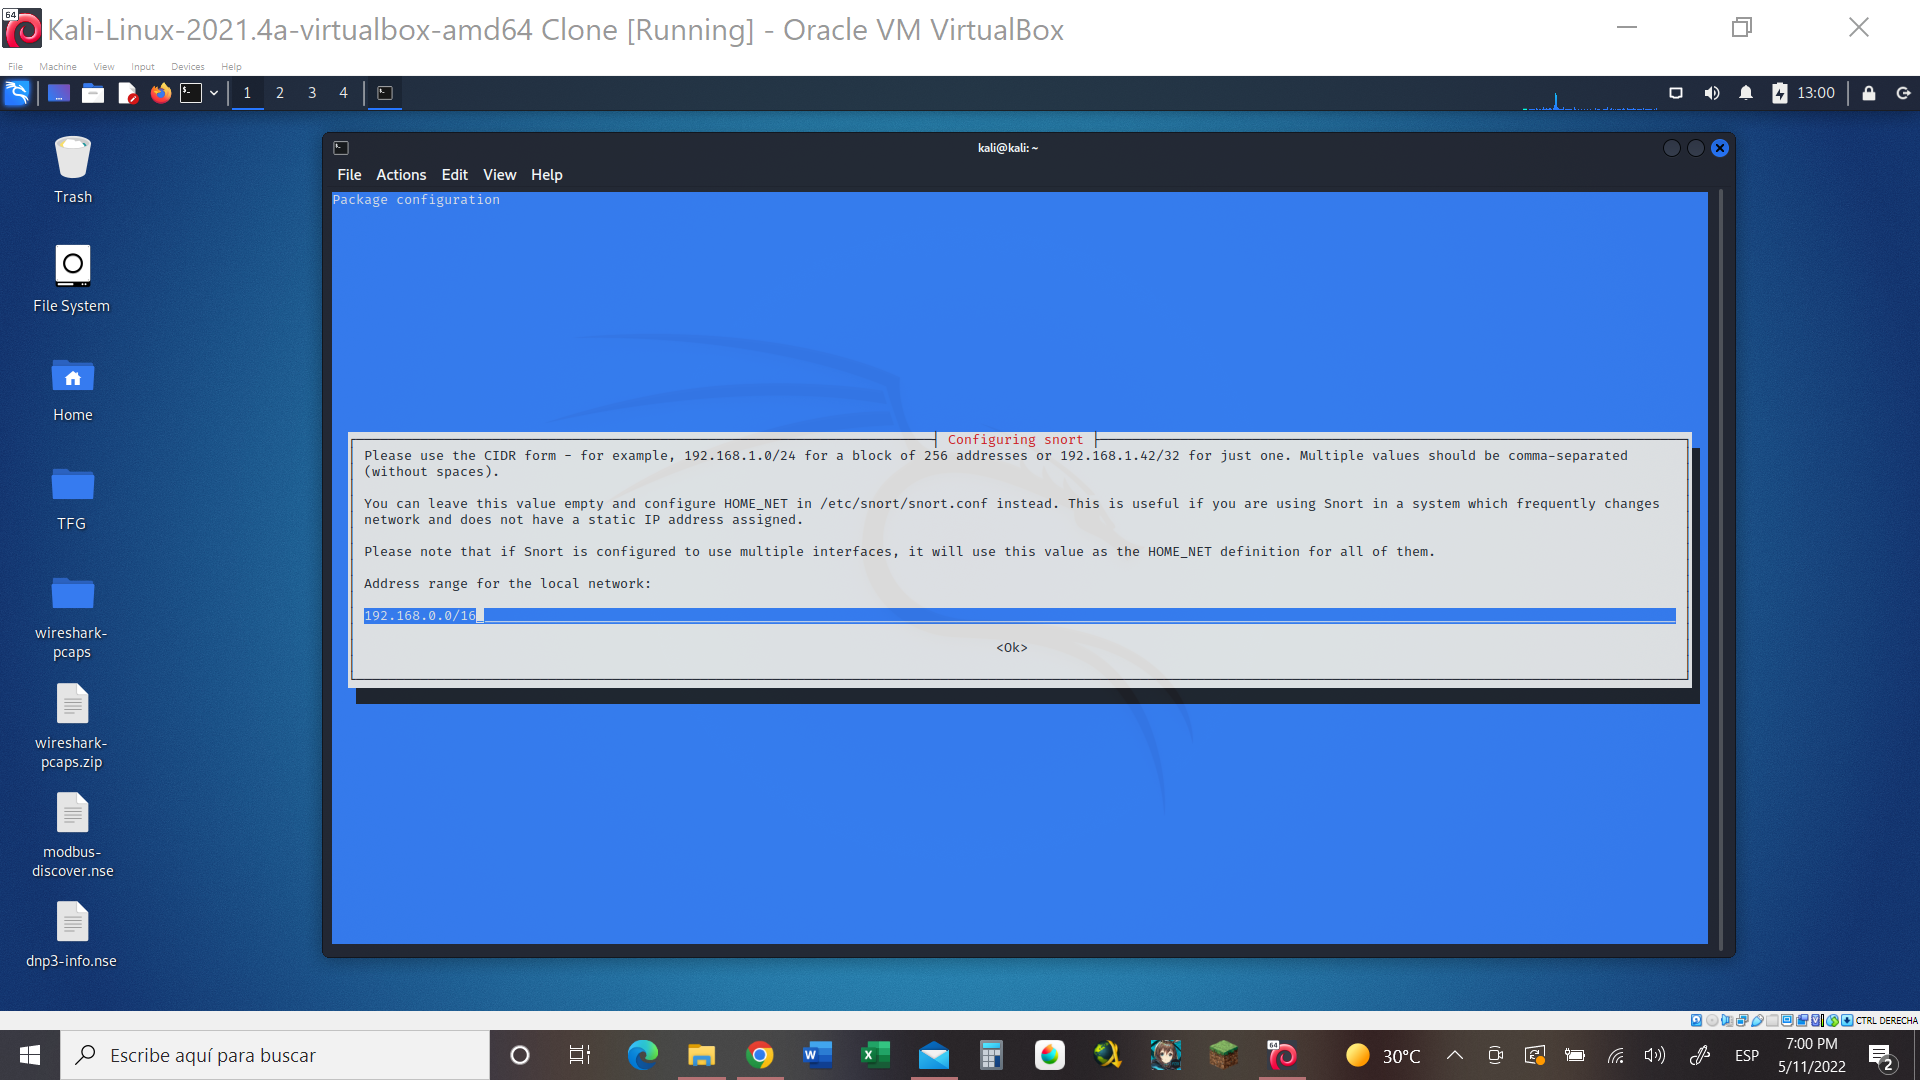 64
Kali-Linux-2021.4a-virtualbox-amd64 Clone [Running] - Oracle VM VirtualBox
File Machine View Input Devices Help
1 2 3 4
13:00
kali@kali: ~
File Actions Edit View Help
Package configuration
Configuring snort
Please use the CIDR form - for example, 192.168.1.0/24 for a block of 256 addresses or 192.168.1.42/32 for just one. Multiple values should be comma-separated
(without spaces).
You can leave this value empty and configure HOME_NET in /etc/snort/snort.conf instead. This is useful if you are using Snort in a system which frequently changes
network and does not have a static IP address assigned.
Please note that if Snort is configured to use multiple interfaces, it will use this value as the HOME_NET definition for all of them.
Address range for the local network:
192.168.0.0/16
<Ok>
Trash
File System
Home
TFG
wireshark-
pcaps
wireshark-
pcaps.zip
modbus-
discover.nse
dnp3-info.nse
CTRL DERECHA
Escribe aquí para buscar
64
30°C
ESP
7:00 PM
5/11/2022
2